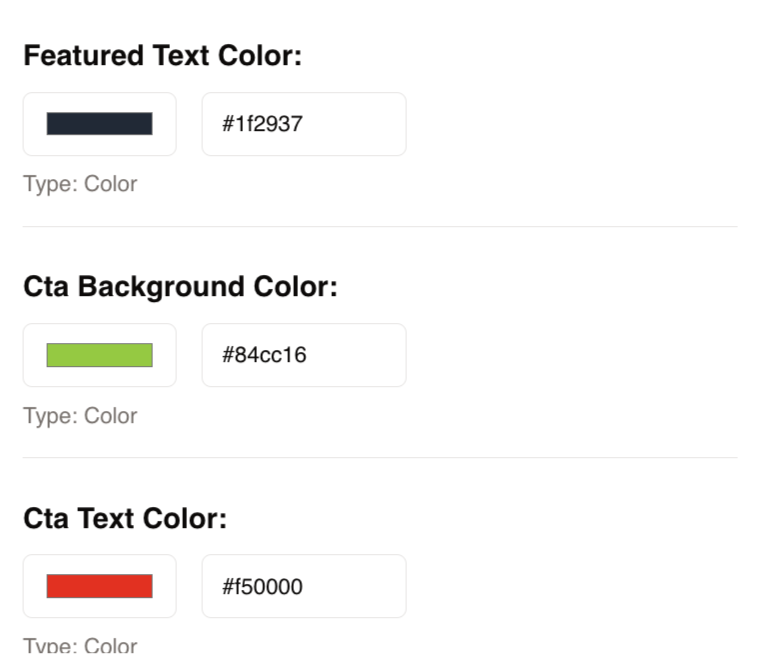 Featured Text Color:
#1f2937
Type: Color
Cta Background Color:
#84cc16
Type: Color
Cta Text Color:
#f50000
Type: Color